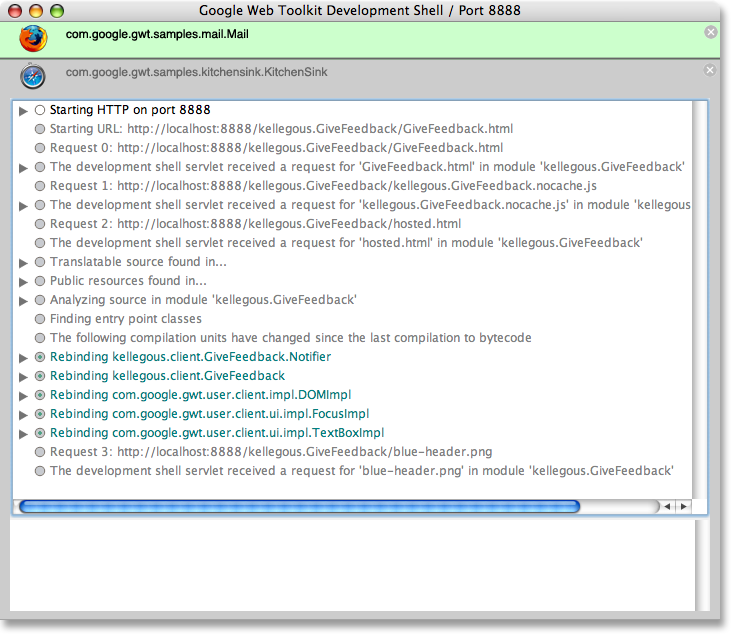 Google Web Toolkit Development Shell / Port 8888
com.google.gwt.samples.mail.Mail
com.google.gwt.samples.kitchensink.KitchenSink
Starting HTTP on port 8888
Starting URL: http://localhost:8888/kellegous.GiveFeedback/GiveFeedback.html
Request 0: http://localhost:8888/kellegous.GiveFeedback/GiveFeedback.html
The development shell servlet received a request for 'GiveFeedback.html' in module 'kellegous.GiveFeedback'
Request 1: http://localhost:8888/kellegous.GiveFeedback/kellegous.GiveFeedback.nocache.js
The development shell servlet received a request for 'kellegous.GiveFeedback.nocache.js' in module 'kellegous
Request 2: http://localhost:8888/kellegous.GiveFeedback/hosted.html
The development shell servlet received a request for 'hosted.html' in module 'kellegous.GiveFeedback'
Translatable source found in...
Public resources found in...
Analyzing source in module 'kellegous.GiveFeedback'
Finding entry point classes
The following compilation units have changed since the last compilation to bytecode
Rebinding kellegous.client.GiveFeedback.Notifier
Rebinding kellegous.client.GiveFeedback
Rebinding com.google.gwt.user.client.impl.DOMImpl
Rebinding com.google.gwt.user.client.ui.impl.FocusImpl
Rebinding com.google.gwt.user.client.ui.impl.TextBoxImpl
Request 3: http://localhost:8888/kellegous.GiveFeedback/blue-header.png
The development shell servlet received a request for 'blue-header.png' in module 'kellegous.GiveFeedback'